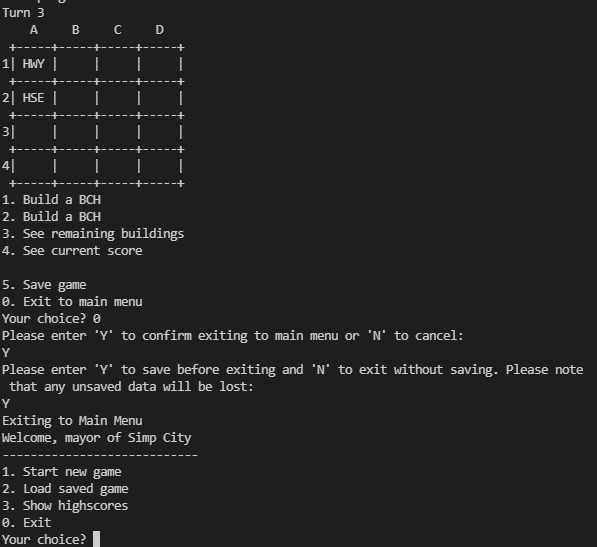 Turn 3
    A     B     C     D
 +-----+-----+-----+-----+
1| HWY |     |     |     |
 +-----+-----+-----+-----+
2| HSE |     |     |     |
 +-----+-----+-----+-----+
3|     |     |     |     |
 +-----+-----+-----+-----+
4|     |     |     |     |
 +-----+-----+-----+-----+
1. Build a BCH
2. Build a BCH
3. See remaining buildings
4. See current score

5. Save game
0. Exit to main menu
Your choice? 0
Please enter 'Y' to confirm exiting to main menu or 'N' to cancel:
Y
Please enter 'Y' to save before exiting and 'N' to exit without saving. Please note
 that any unsaved data will be lost:
Y
Exiting to Main Menu
Welcome, mayor of Simp City
----------------------------
1. Start new game
2. Load saved game
3. Show highscores
0. Exit
Your choice?